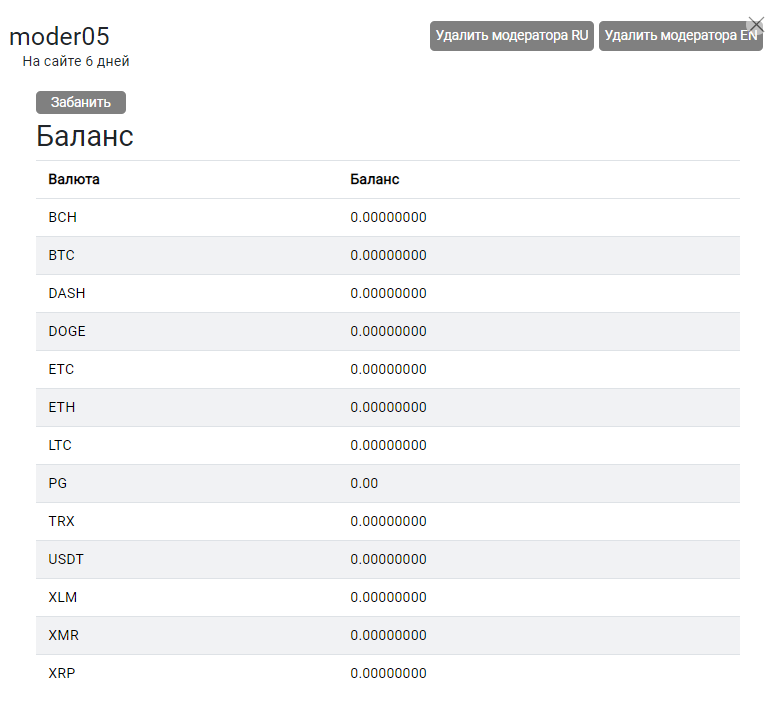 moder05
Удалить модератора RU Удалить модератора EN
На сайте 6 дней
Забанить
Баланс
Валюта Баланс
BCH 0.00000000
BTC 0.00000000
DASH 0.00000000
DOGE 0.00000000
ETC 0.00000000
ETH 0.00000000
LTC 0.00000000
PG 0.00
TRX 0.00000000
USDT 0.00000000
XLM 0.00000000
XMR 0.00000000
XRP 0.00000000